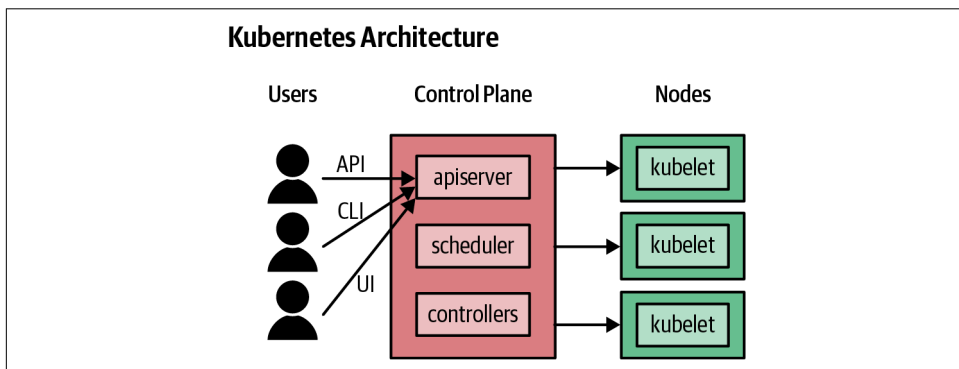 Kubernetes Architecture
Users
Control Plane
Nodes
API
CLI
UI
apiserver
scheduler
controllers
kubelet
kubelet
kubelet